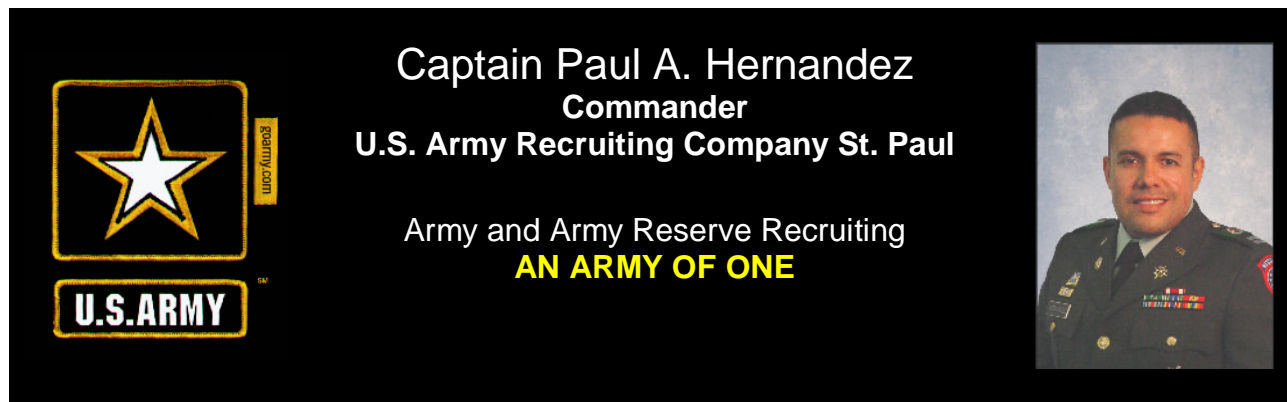 Captain Paul A. Hernandez
Commander
U.S. Army Recruiting Company St. Paul
Army and Army Reserve Recruiting
AN ARMY OF ONE
goarmy.com
SM
U.S.ARMY